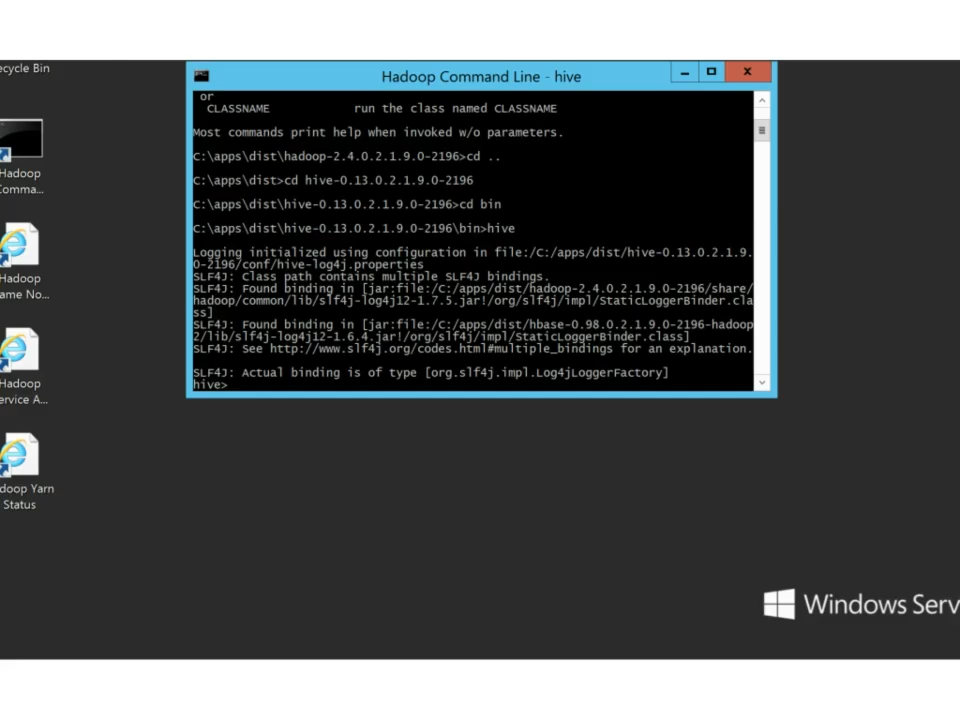 ecycle Bin
Hadoop
Comma...
Hadoop
ame No...
Hadoop
ervice A...
doop Yarn
Status
Hadoop Command Line - hive
or
CLASSNAME run the class named CLASSNAME
Most commands print help when invoked w/o parameters.
C:\apps\dist\hadoop-2.4.0.2.1.9.0-2196>cd ..
C:\apps\dist>cd hive-0.13.0.2.1.9.0-2196
C:\apps\dist\hive-0.13.0.2.1.9.0-2196>cd bin
C:\apps\dist\hive-0.13.0.2.1.9.0-2196\bin>hive
Logging initialized using configuration in file:/C:/apps/dist/hive-0.13.0.2.1.9.
0-2196/conf/hive-log4j.properties
SLF4J: Class path contains multiple SLF4J bindings.
SLF4J: Found binding in [jar:file:/C:/apps/dist/hadoop-2.4.0.2.1.9.0-2196/share/
hadoop/common/lib/slf4j-log4j12-1.7.5.jar!/org/slf4j/impl/StaticLoggerBinder.cla
ss]
SLF4J: Found binding in [jar:file:/C:/apps/dist/hbase-0.98.0.2.1.9.0-2196-hadoop
2/lib/slf4j-log4j12-1.6.4.jar!/org/slf4j/impl/StaticLoggerBinder.class]
SLF4J: See http://www.slf4j.org/codes.html#multiple_bindings for an explanation.
SLF4J: Actual binding is of type [org.slf4j.impl.Log4jLoggerFactory]
hive>
Windows Serv